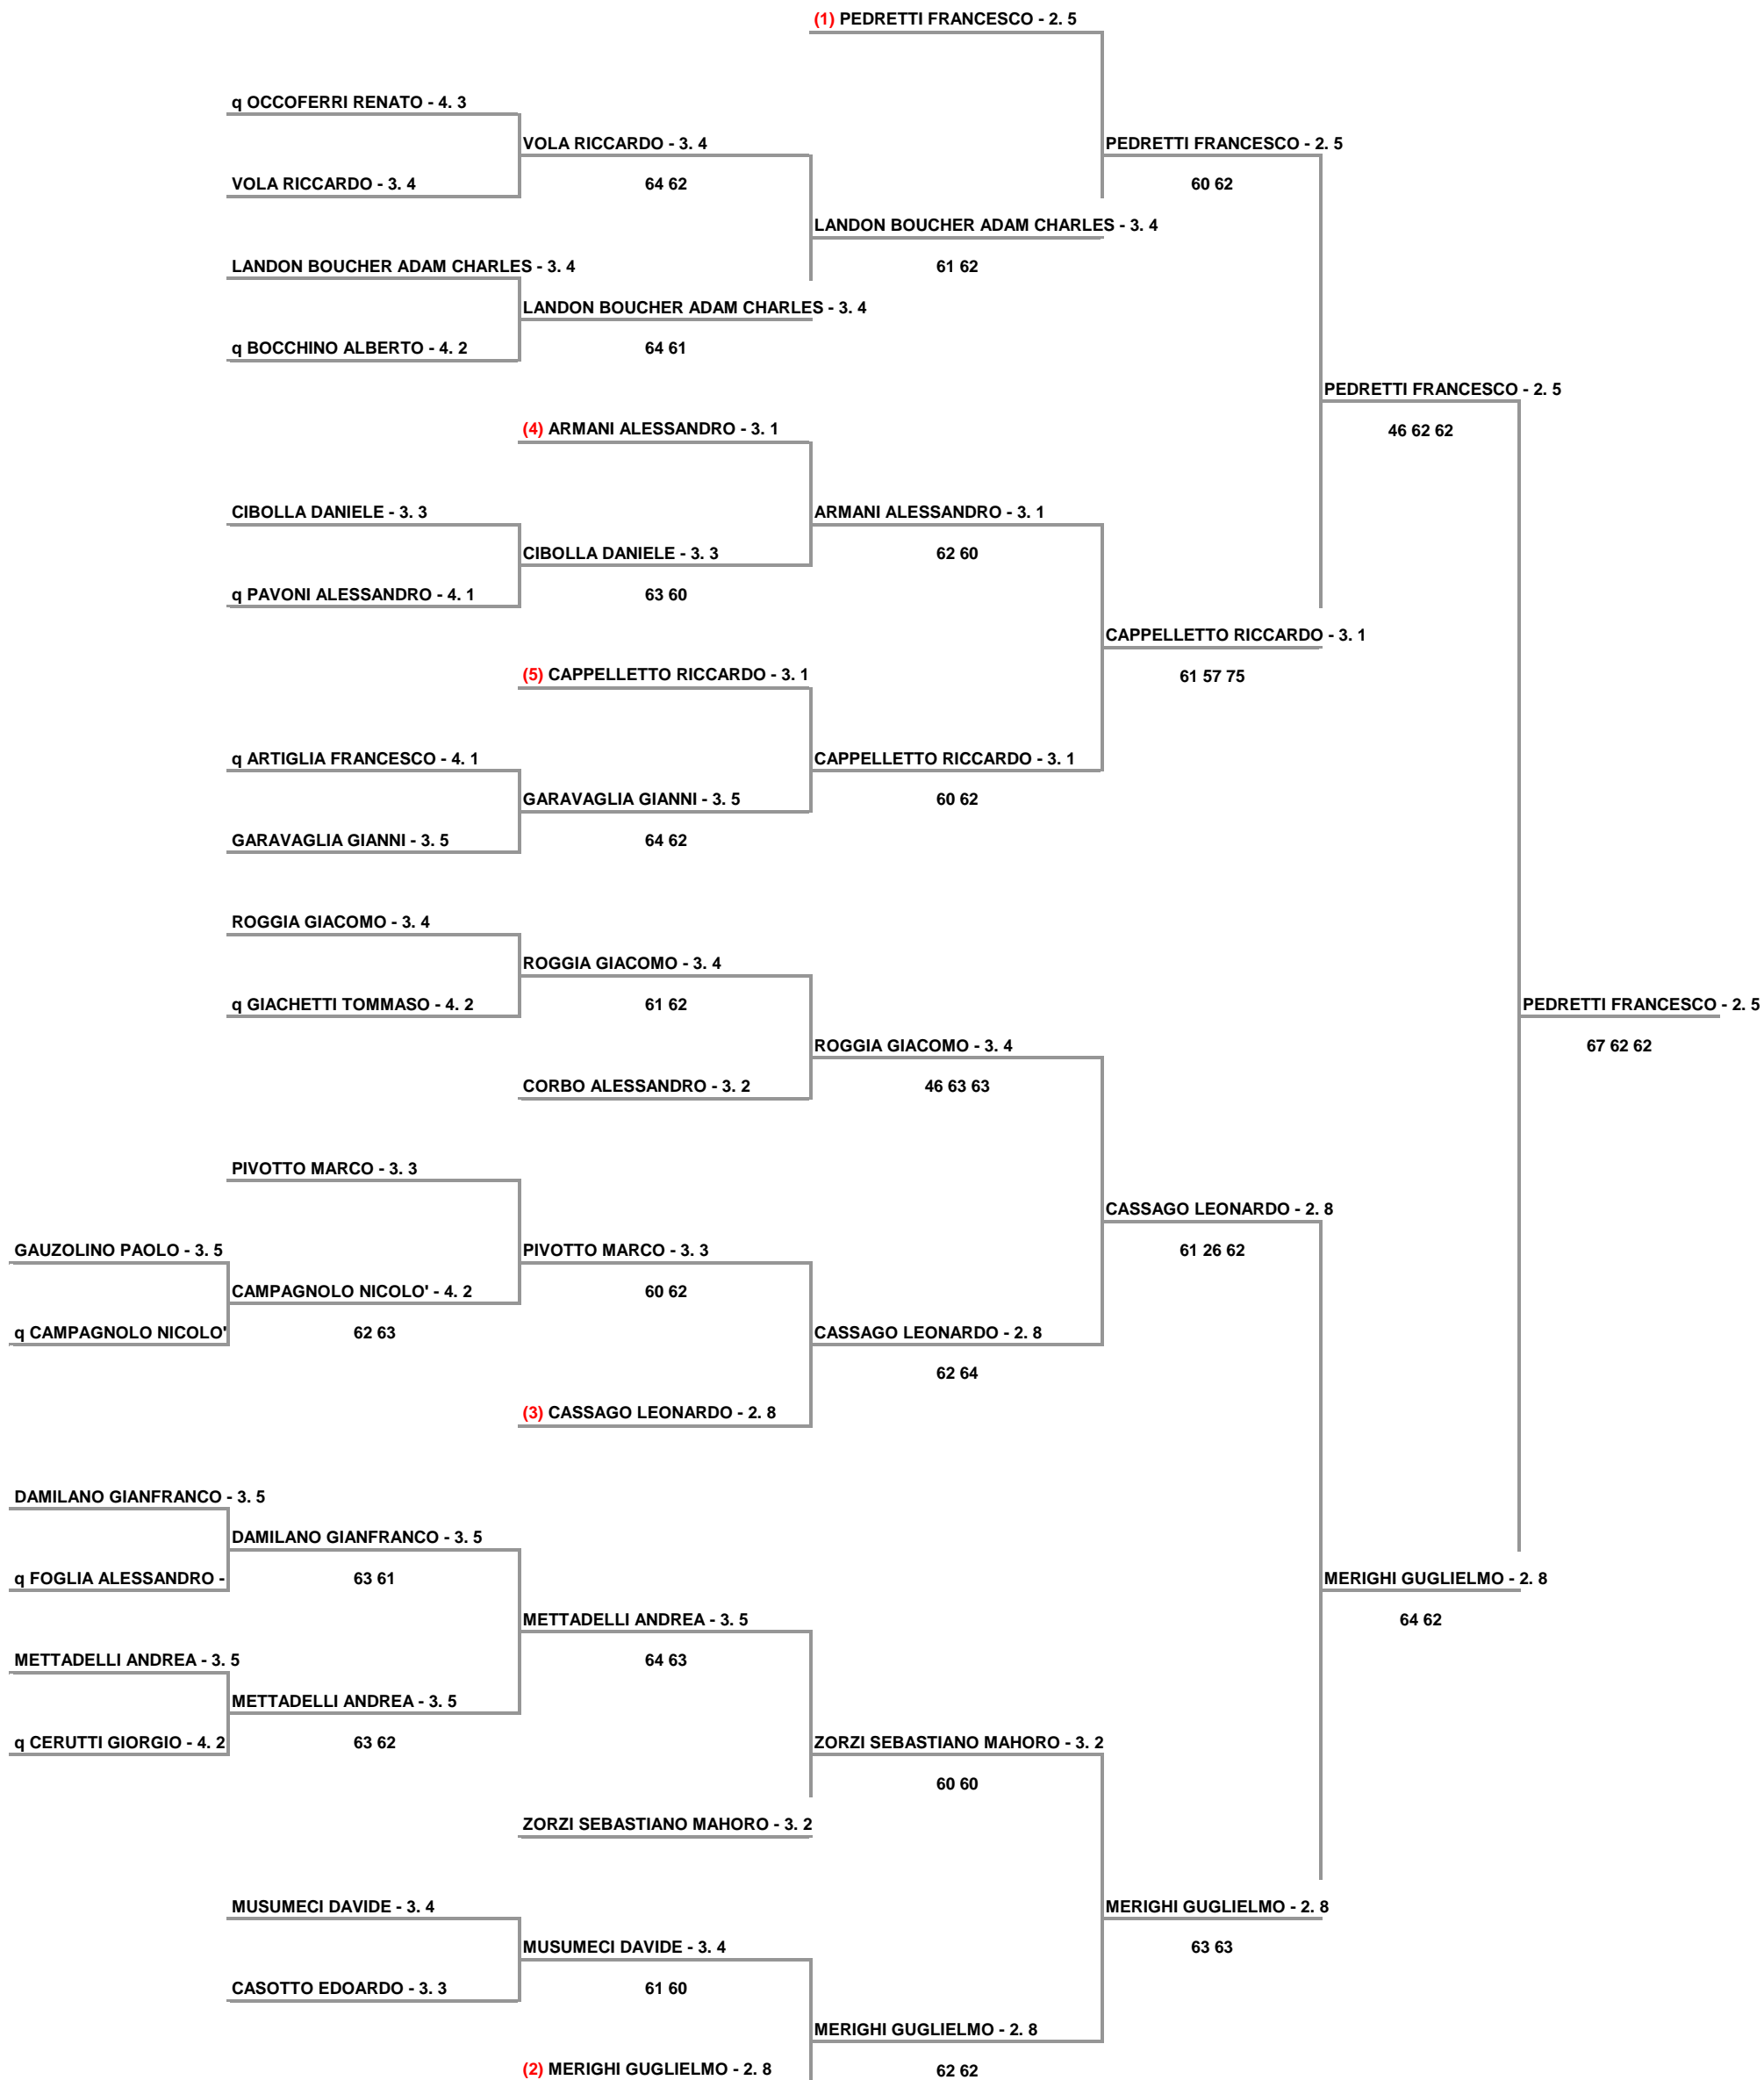 (1) PEDRETTI FRANCESCO - 2. 5
q OCCOFERRI RENATO - 4. 3
VOLA RICCARDO - 3. 4
PEDRETTI FRANCESCO - 2. 5
VOLA RICCARDO - 3. 4
64 62
60 62
LANDON BOUCHER ADAM CHARLES - 3. 4
LANDON BOUCHER ADAM CHARLES - 3. 4
61 62
LANDON BOUCHER ADAM CHARLES - 3. 4
q BOCCHINO ALBERTO - 4. 2
64 61
PEDRETTI FRANCESCO - 2. 5
(4) ARMANI ALESSANDRO - 3. 1
46 62 62
CIBOLLA DANIELE - 3. 3
ARMANI ALESSANDRO - 3. 1
CIBOLLA DANIELE - 3. 3
62 60
q PAVONI ALESSANDRO - 4. 1
63 60
CAPPELLETTO RICCARDO - 3. 1
(5) CAPPELLETTO RICCARDO - 3. 1
61 57 75
q ARTIGLIA FRANCESCO - 4. 1
CAPPELLETTO RICCARDO - 3. 1
GARAVAGLIA GIANNI - 3. 5
60 62
GARAVAGLIA GIANNI - 3. 5
64 62
ROGGIA GIACOMO - 3. 4
ROGGIA GIACOMO - 3. 4
q GIACHETTI TOMMASO - 4. 2
61 62
PEDRETTI FRANCESCO - 2. 5
ROGGIA GIACOMO - 3. 4
67 62 62
CORBO ALESSANDRO - 3. 2
46 63 63
PIVOTTO MARCO - 3. 3
CASSAGO LEONARDO - 2. 8
GAUZOLINO PAOLO - 3. 5
PIVOTTO MARCO - 3. 3
61 26 62
CAMPAGNOLO NICOLO' - 4. 2
60 62
q CAMPAGNOLO NICOLO'
62 63
CASSAGO LEONARDO - 2. 8
62 64
(3) CASSAGO LEONARDO - 2. 8
DAMILANO GIANFRANCO - 3. 5
DAMILANO GIANFRANCO - 3. 5
q FOGLIA ALESSANDRO -
63 61
MERIGHI GUGLIELMO - 2. 8
METTADELLI ANDREA - 3. 5
64 62
METTADELLI ANDREA - 3. 5
64 63
METTADELLI ANDREA - 3. 5
q CERUTTI GIORGIO - 4. 2
63 62
ZORZI SEBASTIANO MAHORO - 3. 2
60 60
ZORZI SEBASTIANO MAHORO - 3. 2
MUSUMECI DAVIDE - 3. 4
MERIGHI GUGLIELMO - 2. 8
MUSUMECI DAVIDE - 3. 4
63 63
CASOTTO EDOARDO - 3. 3
61 60
MERIGHI GUGLIELMO - 2. 8
(2) MERIGHI GUGLIELMO - 2. 8
62 62